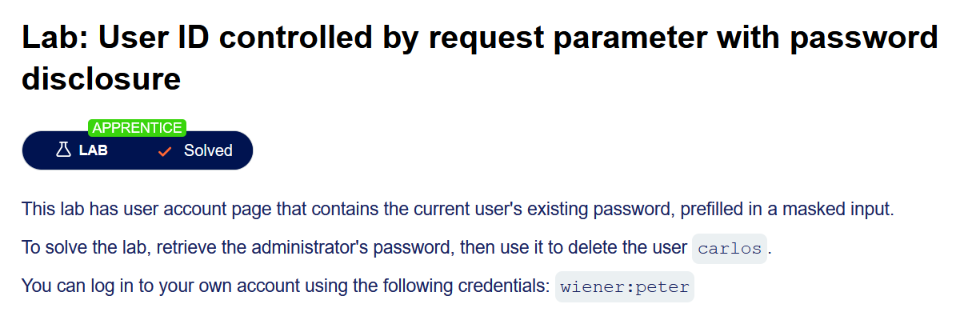 Lab: User ID controlled by request parameter with password
disclosure
APPRENTICE
LAB Solved
This lab has user account page that contains the current user's existing password, prefilled in a masked input.
To solve the lab, retrieve the administrator's password, then use it to delete the user carlos.
You can log in to your own account using the following credentials: wiener:peter